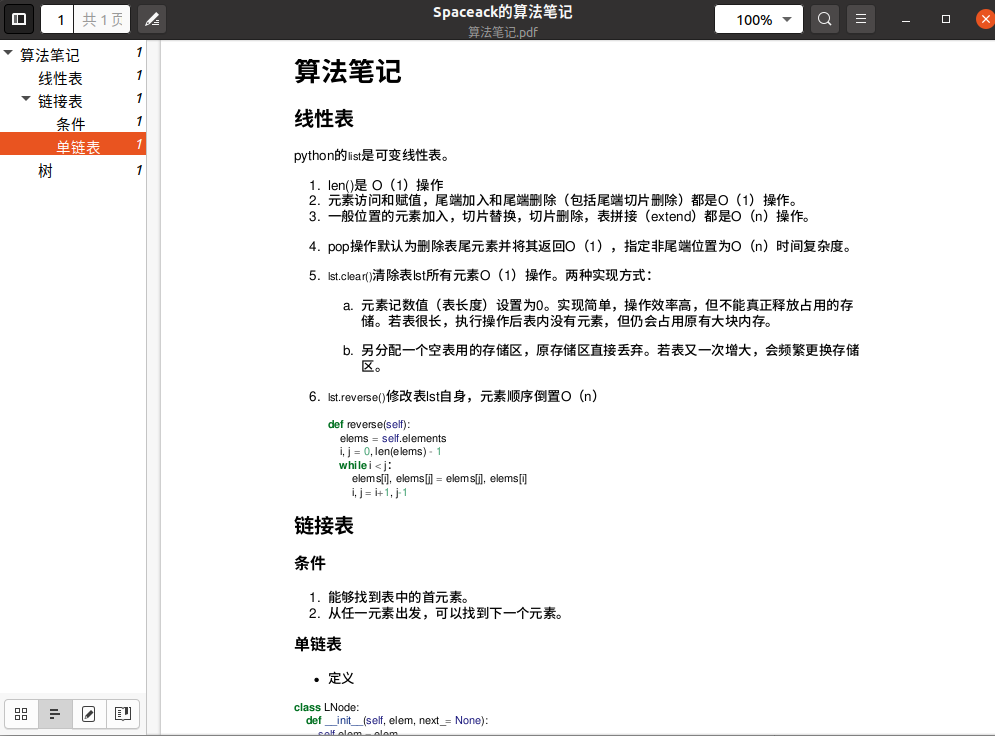 1
共 1 页
Spaceack的算法笔记
算法笔记.pdf
100%
算法笔记 1
线性表 1
链接表 1
条件 1
单链表 1
树 1
算法笔记
线性表
python的list是可变线性表。
1. len()是 O（1）操作
2. 元素访问和赋值，尾端加入和尾端删除（包括尾端切片删除）都是O（1）操作。
3. 一般位置的元素加入，切片替换，切片删除，表拼接（extend）都是O（n）操作。
4. pop操作默认为删除表尾元素并将其返回O（1），指定非尾端位置为O（n）时间复杂度。
5. lst.clear()清除表lst所有元素O（1）操作。两种实现方式：
a. 元素记数值（表长度）设置为0。实现简单，操作效率高，但不能真正释放占用的存
储。若表很长，执行操作后表内没有元素，但仍会占用原有大块内存。
b. 另分配一个空表用的存储区，原存储区直接丢弃。若表又一次增大，会频繁更换存储
区。
6. lst.reverse()修改表lst自身，元素顺序倒置O（n）
def reverse(self):
elems = self.elements
i, j = 0, len(elems) - 1
while i < j：
elems[i], elems[j] = elems[j], elems[i]
i, j = i+1, j-1
链接表
条件
1. 能够找到表中的首元素。
2. 从任一元素出发，可以找到下一个元素。
单链表
• 定义
class LNode:
def __init__(self, elem, next_= None):
self.elem = elem